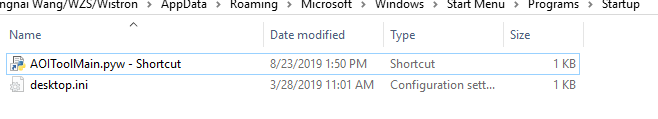 ngnai Wang/WZS/Wistron > AppData > Roaming > Microsoft > Windows > Start Menu > Programs > Startup
Name Date modified Type Size
AOIToolMain.pyw - Shortcut 8/23/2019 1:50 PM Shortcut 1 KB
desktop.ini 3/28/2019 11:01 AM Configuration sett... 1 KB